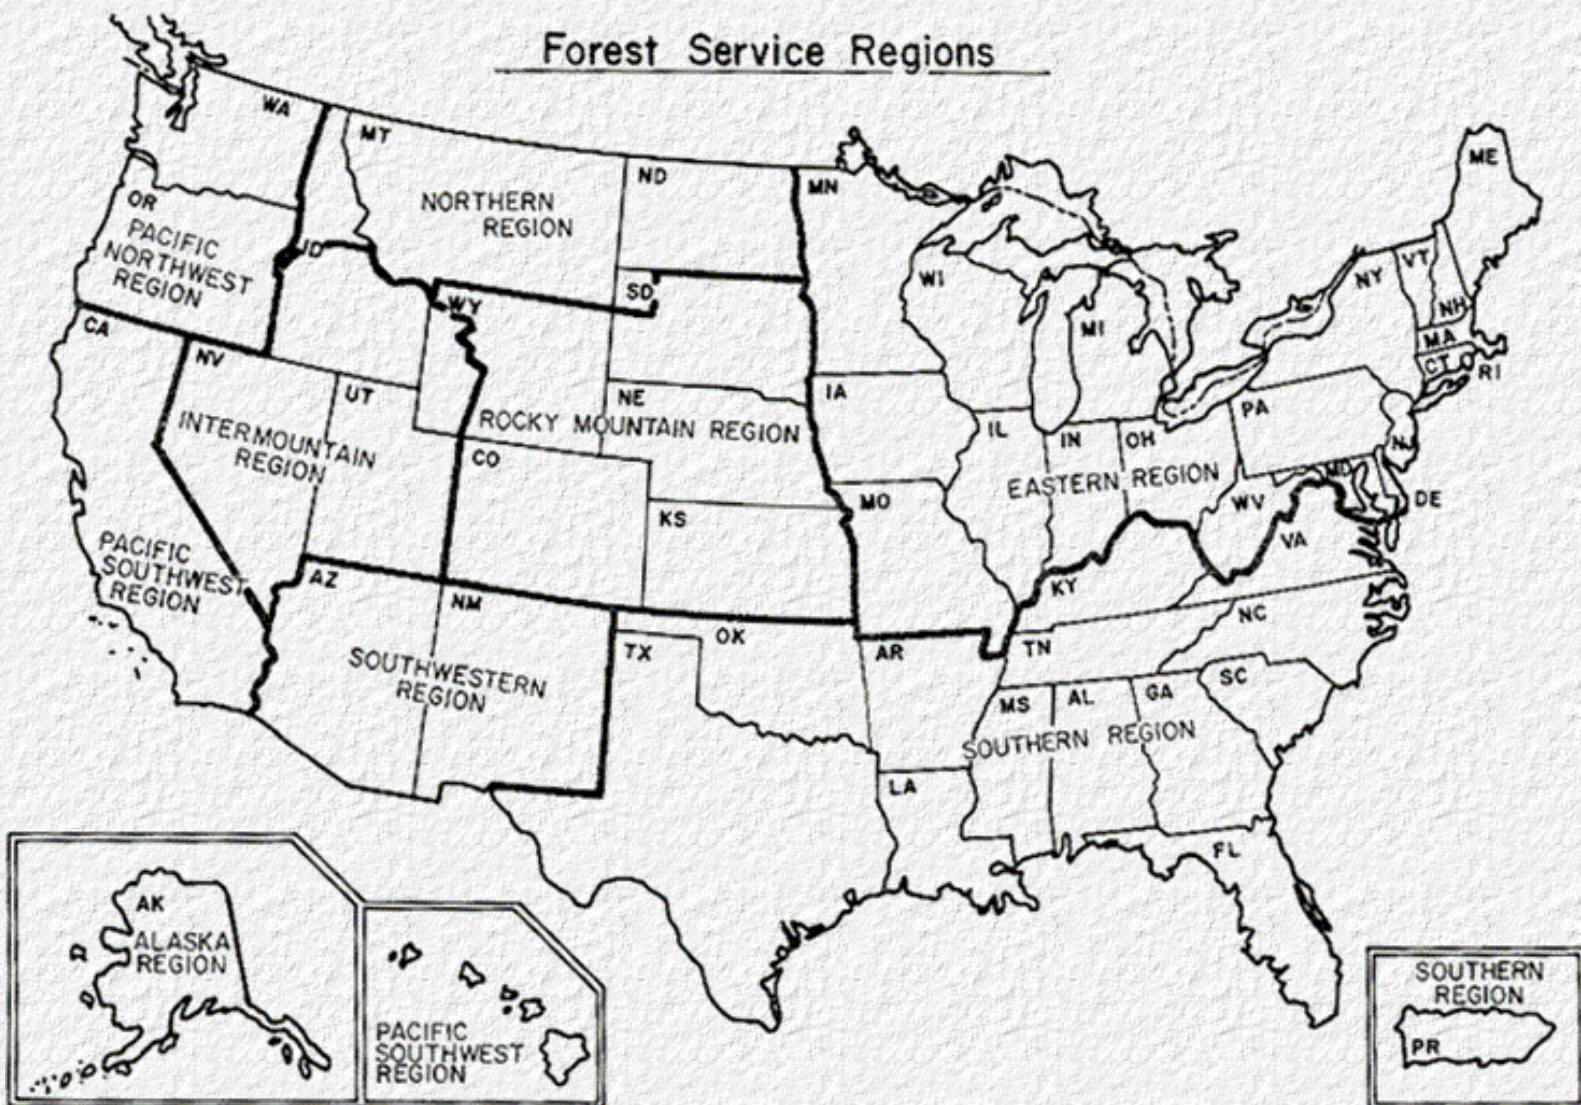 Forest Service Regions
WA
MT
ND
MN
ME
OR
PACIFIC
NORTHWEST
REGION
ID
NORTHERN
REGION
SD
WY
WI
MI
NY
VT
NH
MA
CT
RI
CA
NV
UT
NE
IA
IL
IN
OH
PA
NJ
INTERMOUNTAIN
REGION
ROCKY MOUNTAIN REGION
EASTERN REGION
CO
KS
MO
WV
MD
DE
VA
KY
PACIFIC
SOUTHWEST
REGION
AZ
NM
OK
TX
AR
TN
NC
SC
SOUTHWESTERN
REGION
MS
AL
GA
SOUTHERN REGION
LA
FL
AK
ALASKA
REGION
PACIFIC
SOUTHWEST
REGION
SOUTHERN
REGION
PR